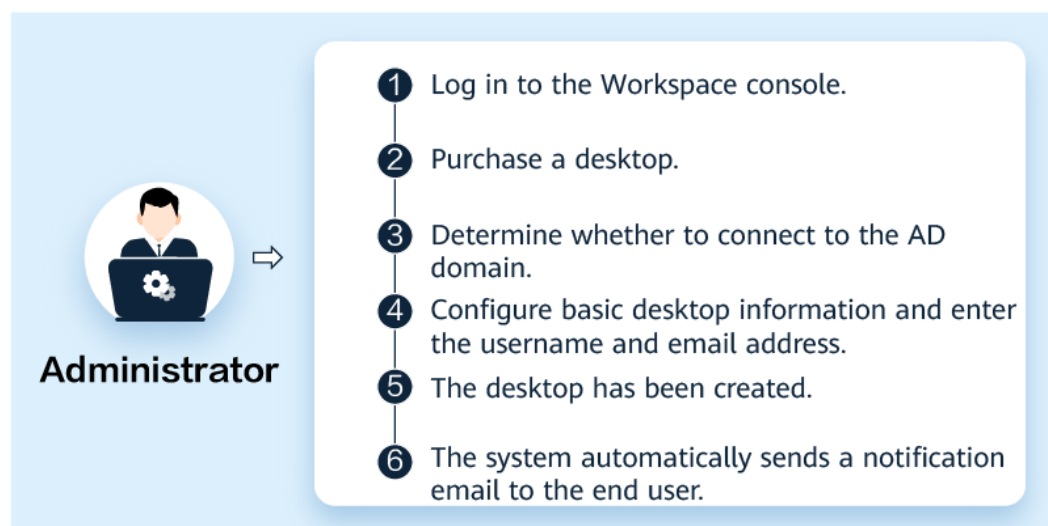 Administrator
1 Log in to the Workspace console.
2 Purchase a desktop.
3 Determine whether to connect to the AD
domain.
4 Configure basic desktop information and enter
the username and email address.
5 The desktop has been created.
6 The system automatically sends a notification
email to the end user.